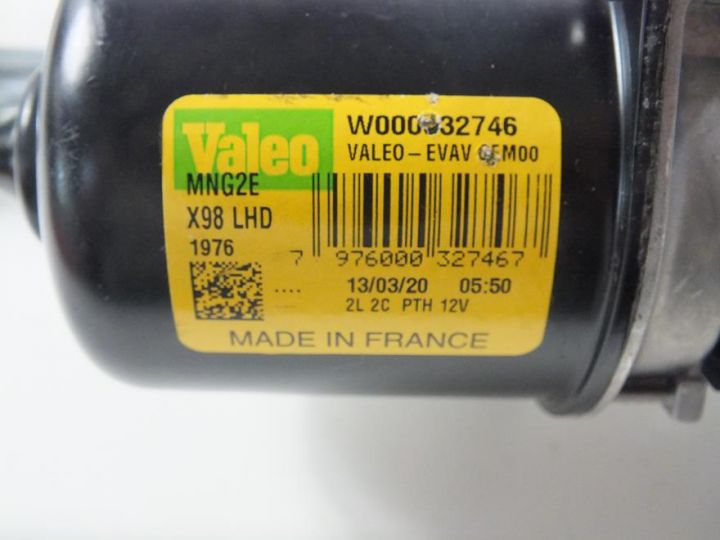 Valeo
W000032746
VALEO-EVAV
MNG2E
X98 LHD
1976
7 976000 327467
.... 13/03/20 05:50
2L 2C PTH 12V
MADE IN FRANCE